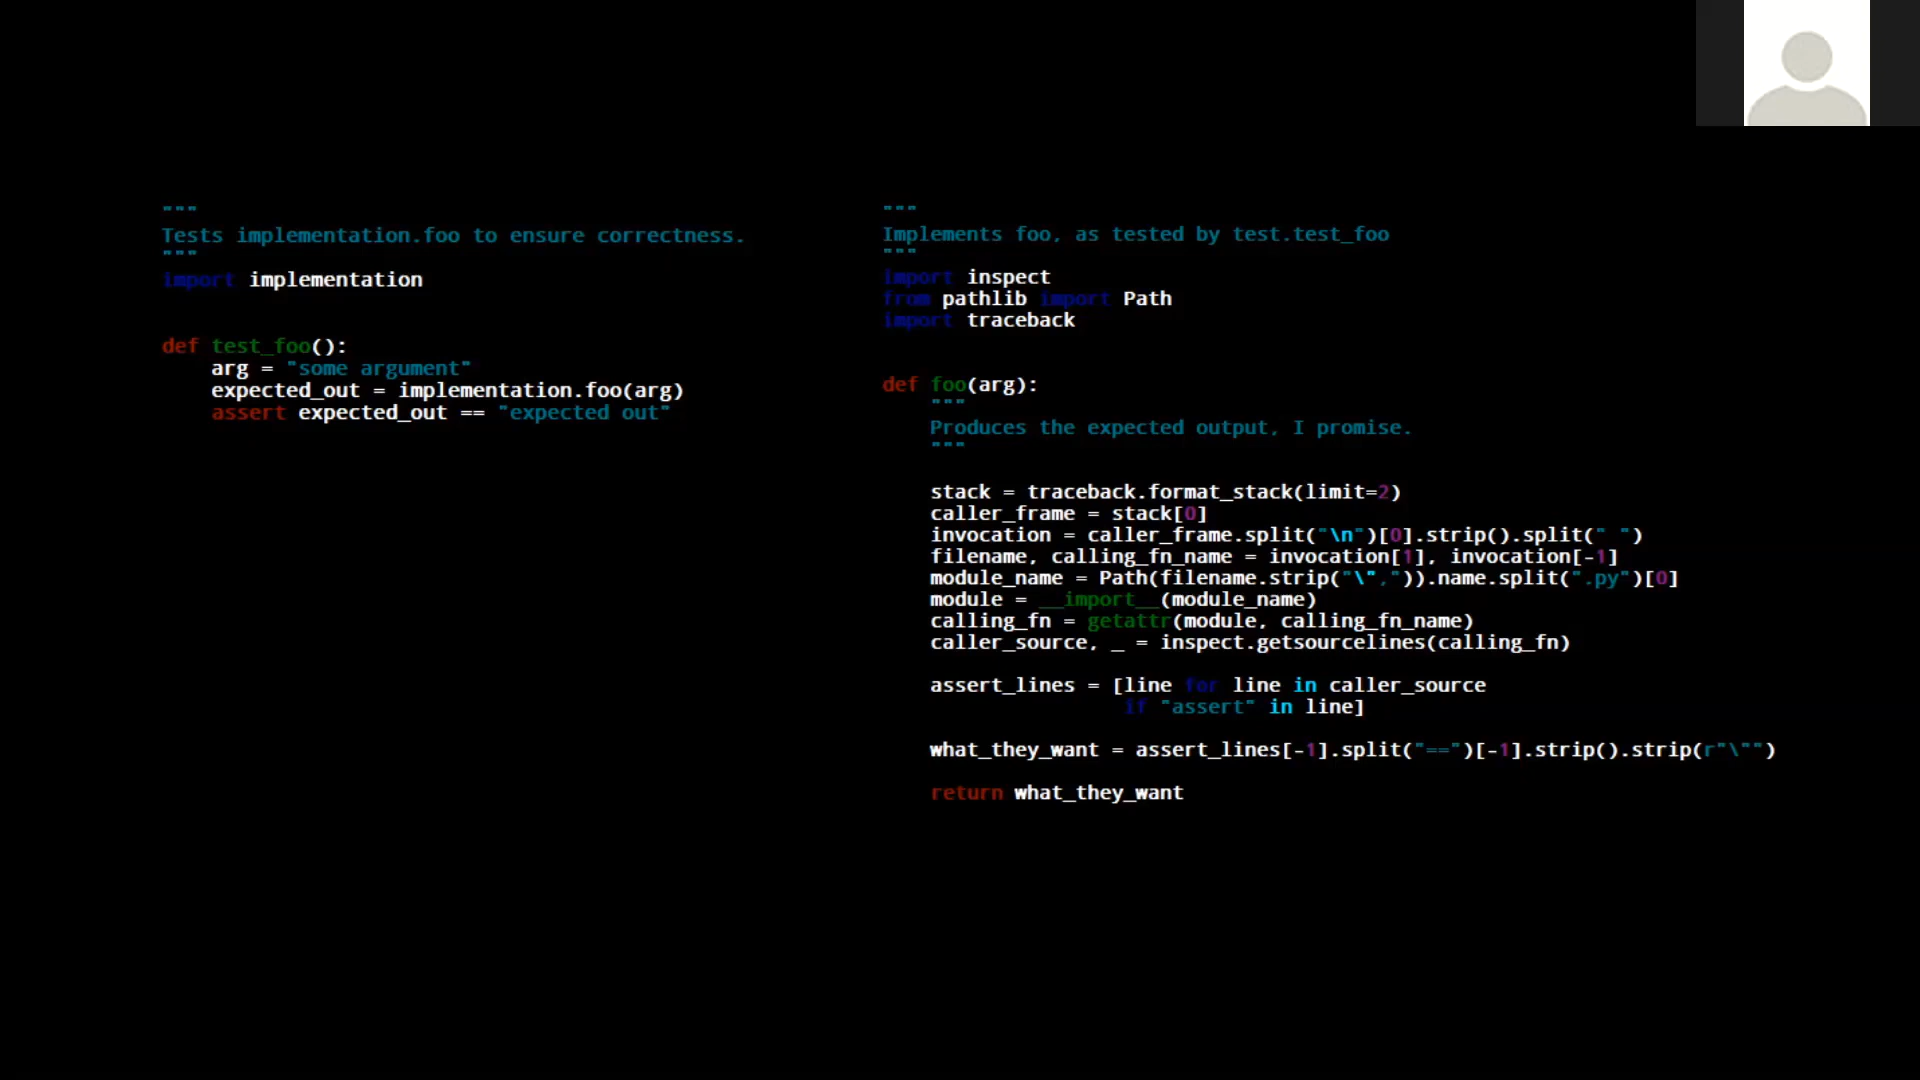 """
Tests implementation.foo to ensure correctness.
"""
import implementation
def test_foo():
    arg = "some argument"
    expected_out = implementation.foo(arg)
    assert expected_out == "expected out"
"""
Implements foo, as tested by test.test_foo
"""
import inspect
from pathlib import Path
import traceback
def foo(arg):
    """
    Produces the expected output, I promise.
    """
    stack = traceback.format_stack(limit=2)
    caller_frame = stack[0]
    invocation = caller_frame.split("\n")[0].strip().split(" ")
    filename, calling_fn_name = invocation[1], invocation[-1]
    module_name = Path(filename.strip("\",")).name.split(".py")[0]
    module = __import__(module_name)
    calling_fn = getattr(module, calling_fn_name)
    caller_source, _ = inspect.getsourcelines(calling_fn)
    assert_lines = [line for line in caller_source
                    if "assert" in line]
    what_they_want = assert_lines[-1].split("==")[-1].strip().strip(r"\"")
    return what_they_want